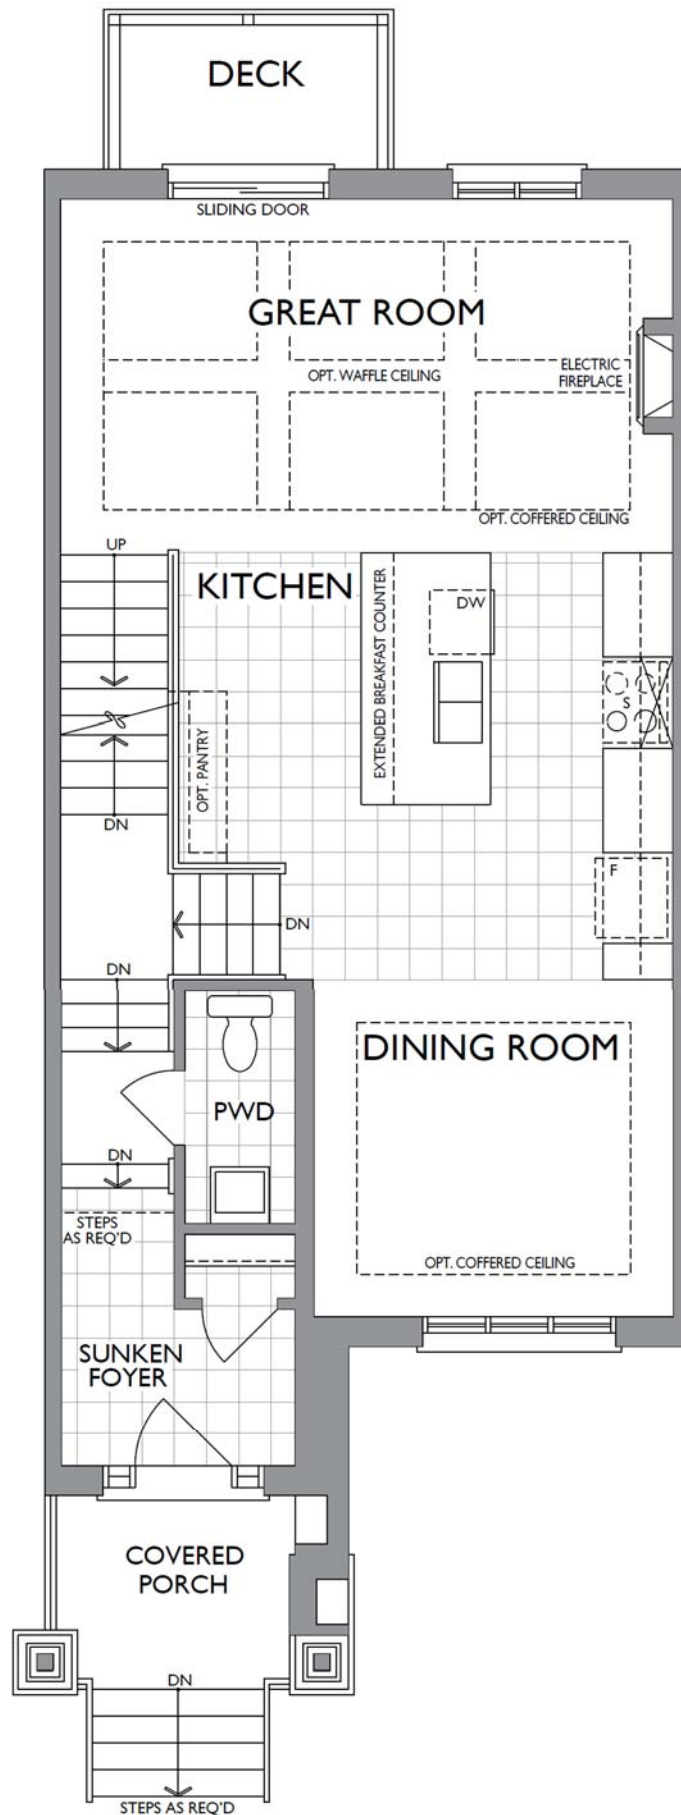 DECK
SLIDING DOOR
GREAT ROOM
OPT. WAFFLE CEILING
ELECTRIC
FIREPLACE
OPT. COFFERED CEILING
UP
KITCHEN
DW
EXTENDED BREAKFAST COUNTER
S
OPT. PANTRY
DN
F
DN
DN
DINING ROOM
PWD
DN
STEPS
AS REQ'D
OPT. COFFERED CEILING
SUNKEN
FOYER
COVERED
PORCH
DN
STEPS AS REQ'D